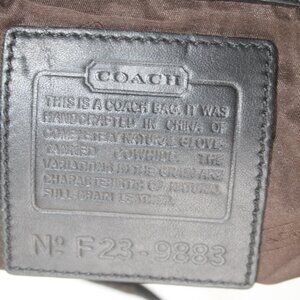 COACH
THIS IS A COACH BAG. IT WAS
HANDCRAFTED IN CHINA OF
COMPLETELY NATURAL GLOVE
TANNED COWHIDE. THE
VARIATIONS IN THE GRAIN ARE
CHARACTERISTIC OF NATURAL
FULL GRAIN LEATHER.
Nº F23-9883